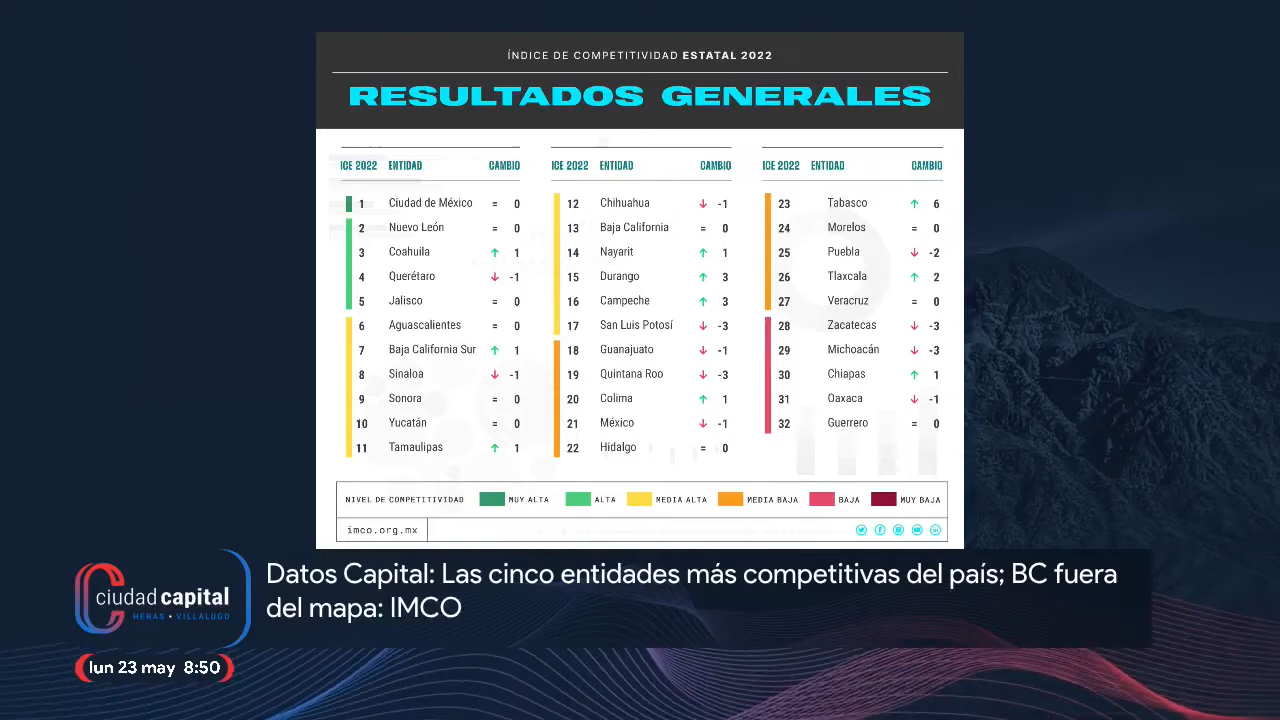 ÍNDICE DE COMPETITIVIDAD ESTATAL 2022
RESULTADOS GENERALES
ICE 2022 ENTIDAD CAMBIO
1 Ciudad de México = 0
2 Nuevo León = 0
3 Coahuila ↑ 1
4 Querétaro ↓ -1
5 Jalisco = 0
6 Aguascalientes = 0
7 Baja California Sur ↑ 1
8 Sinaloa ↓ -1
9 Sonora = 0
10 Yucatán = 0
11 Tamaulipas ↑ 1
ICE 2022 ENTIDAD CAMBIO
12 Chihuahua ↓ -1
13 Baja California = 0
14 Nayarit ↑ 1
15 Durango ↑ 3
16 Campeche ↑ 3
17 San Luis Potosí ↓ -3
18 Guanajuato ↓ -1
19 Quintana Roo ↓ -3
20 Colima ↑ 1
21 México ↓ -1
22 Hidalgo = 0
ICE 2022 ENTIDAD CAMBIO
23 Tabasco ↑ 6
24 Morelos = 0
25 Puebla ↓ -2
26 Tlaxcala ↑ 2
27 Veracruz = 0
28 Zacatecas ↓ -3
29 Michoacán ↓ -3
30 Chiapas ↑ 1
31 Oaxaca ↓ -1
32 Guerrero = 0
NIVEL DE COMPETITIVIDAD MUY ALTA ALTA MEDIA ALTA MEDIA BAJA BAJA MUY BAJA
imco.org.mx
Datos Capital: Las cinco entidades más competitivas del país; BC fuera
del mapa: IMCO
ciudad capital
HERAS • VILLALOGO
lun 23 may 8:50